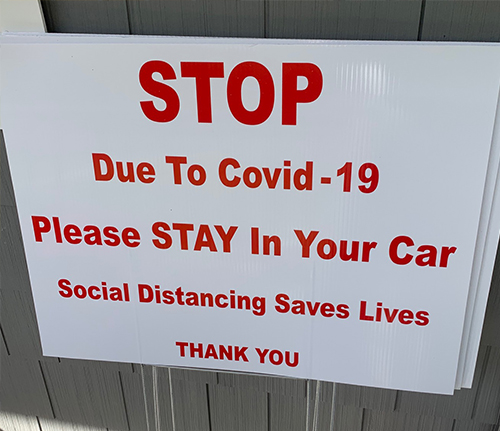 STOP
Due To Covid-19
Please STAY In Your Car
Social Distancing Saves Lives
THANK YOU